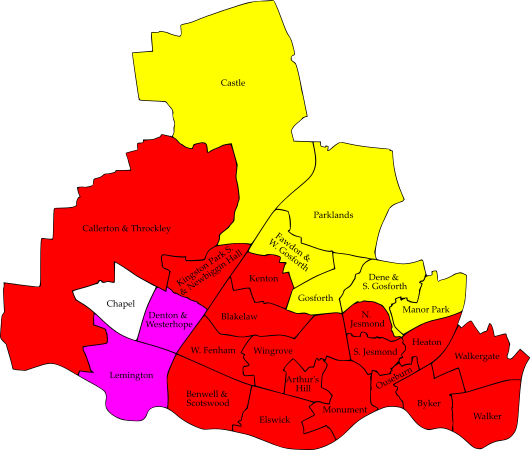 Castle
Parklands
Callerton & Throckley
Fawdon &
W. Gosforth
Kingston Park S.
& Newbiggin Hall
Kenton
Dene &
S. Gosforth
Gosforth
Manor Park
Chapel
Denton &
Westerhope
Blakelaw
N.
Jesmond
Heaton
W. Fenham
Wingrove
S. Jesmond
Walkergate
Lemington
Arthur's
Hill
Ouseburn
Benwell &
Scotswood
Elswick
Monument
Byker
Walker